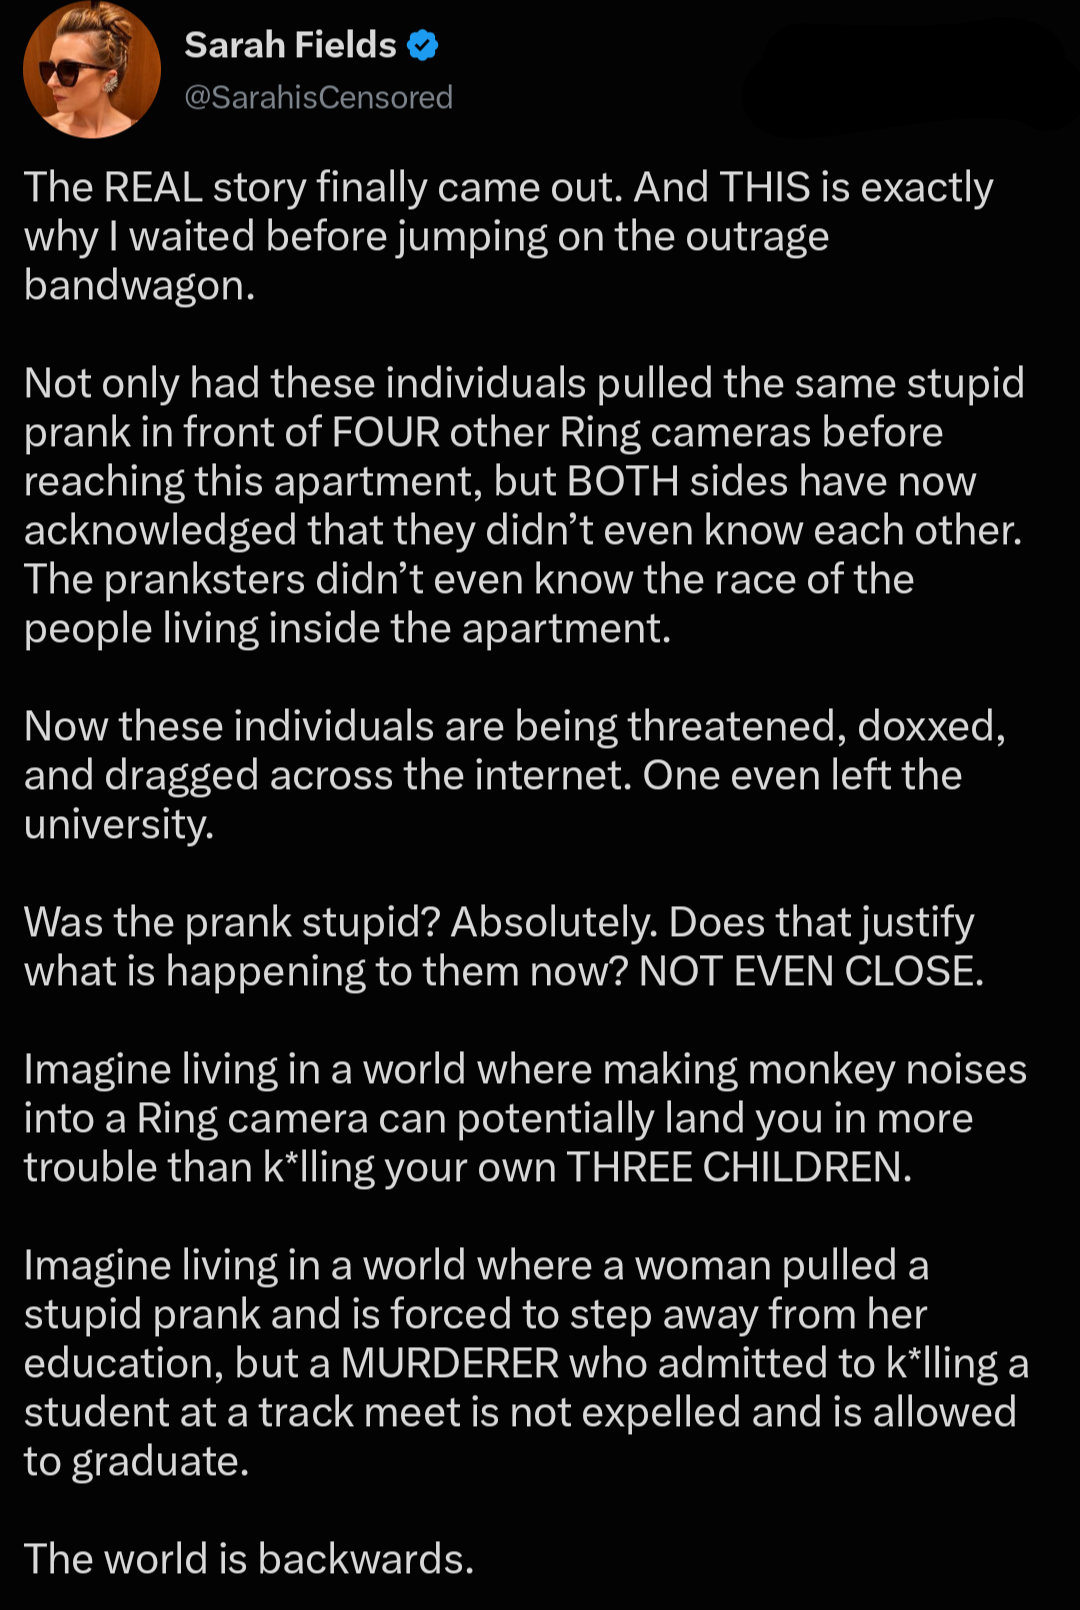 Sarah Fields
@SarahisCensored
The REAL story finally came out. And THIS is exactly
why I waited before jumping on the outrage
bandwagon.
Not only had these individuals pulled the same stupid
prank in front of FOUR other Ring cameras before
reaching this apartment, but BOTH sides have now
acknowledged that they didn’t even know each other.
The pranksters didn’t even know the race of the
people living inside the apartment.
Now these individuals are being threatened, doxxed,
and dragged across the internet. One even left the
university.
Was the prank stupid? Absolutely. Does that justify
what is happening to them now? NOT EVEN CLOSE.
Imagine living in a world where making monkey noises
into a Ring camera can potentially land you in more
trouble than k*lling your own THREE CHILDREN.
Imagine living in a world where a woman pulled a
stupid prank and is forced to step away from her
education, but a MURDERER who admitted to k*lling a
student at a track meet is not expelled and is allowed
to graduate.
The world is backwards.